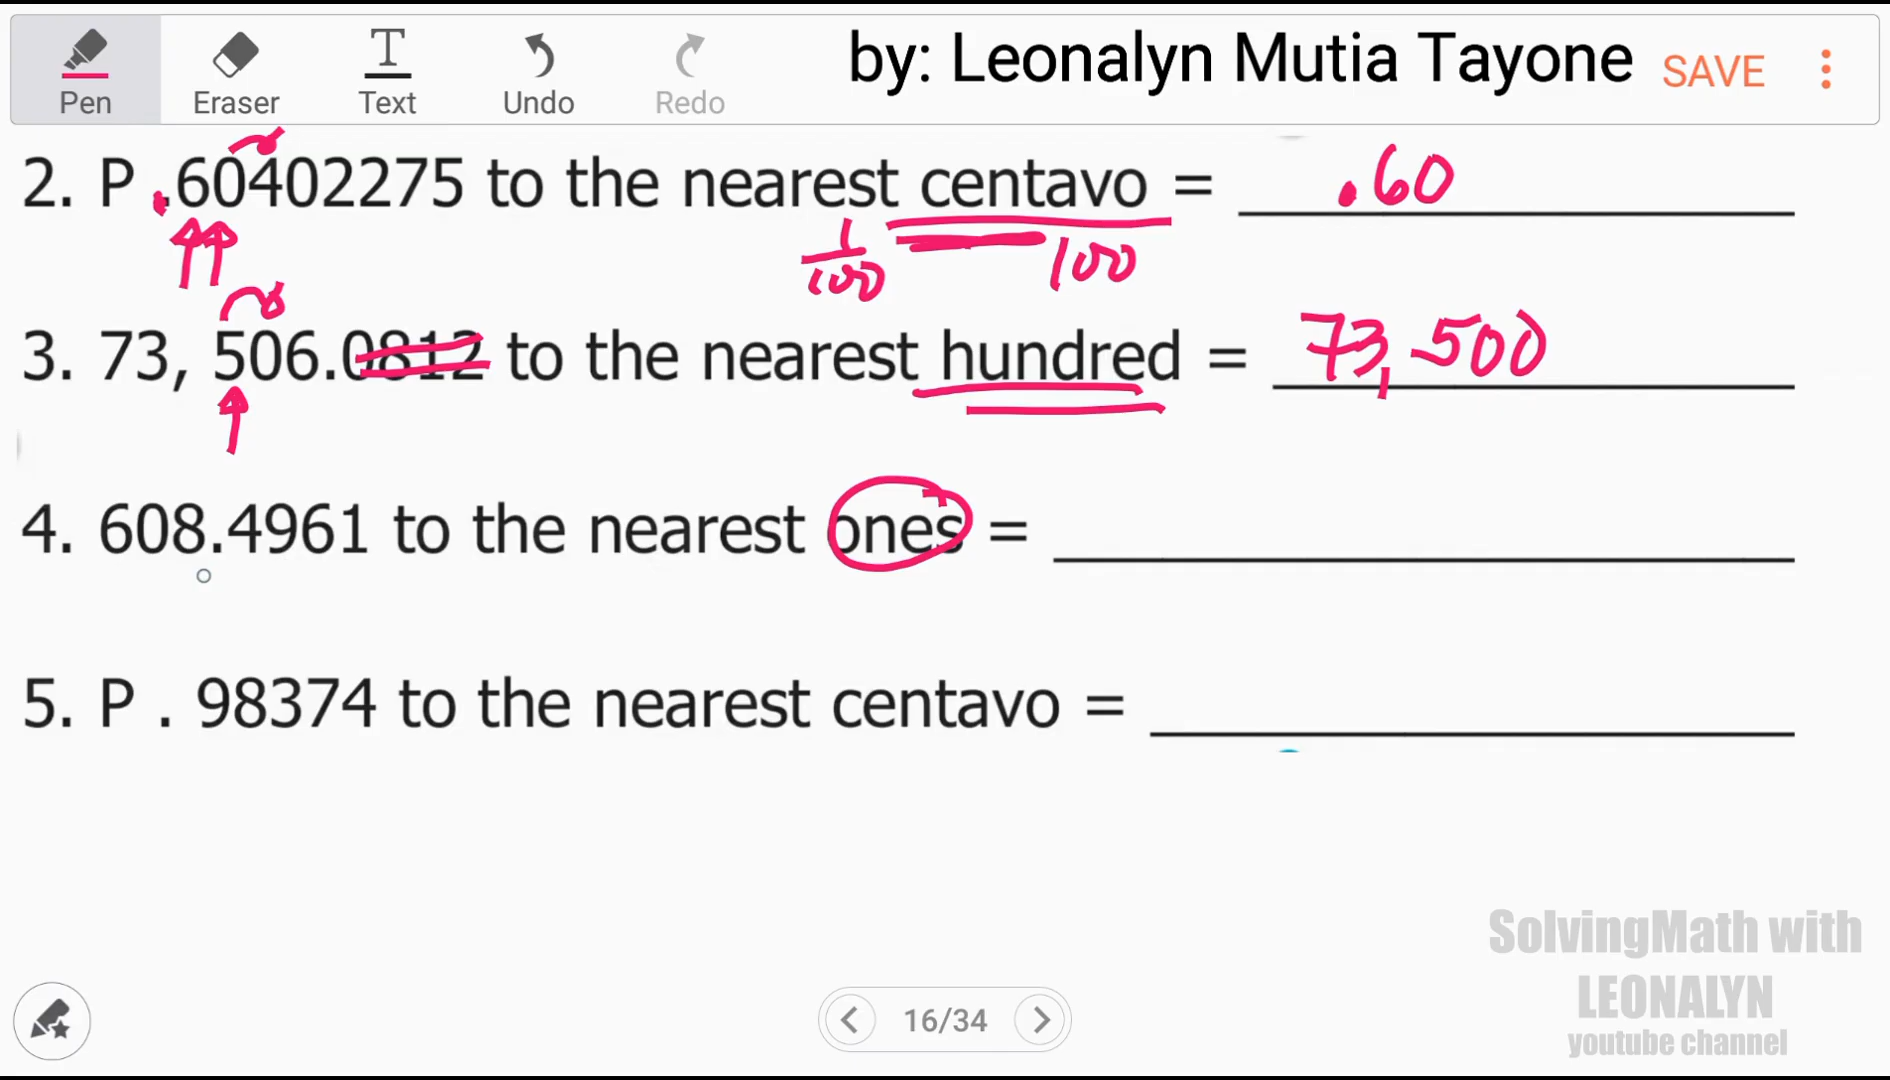 by: Leonalyn Mutia Tayone
Pen Eraser Text Undo Redo SAVE
2. P .60402275 to the nearest centavo = .60
1/100 100
3. 73, 506.0812 to the nearest hundred = 73,500
4. 608.4961 to the nearest ones =
5. P . 98374 to the nearest centavo =
SolvingMath with
LEONALYN
youtube channel
16/34